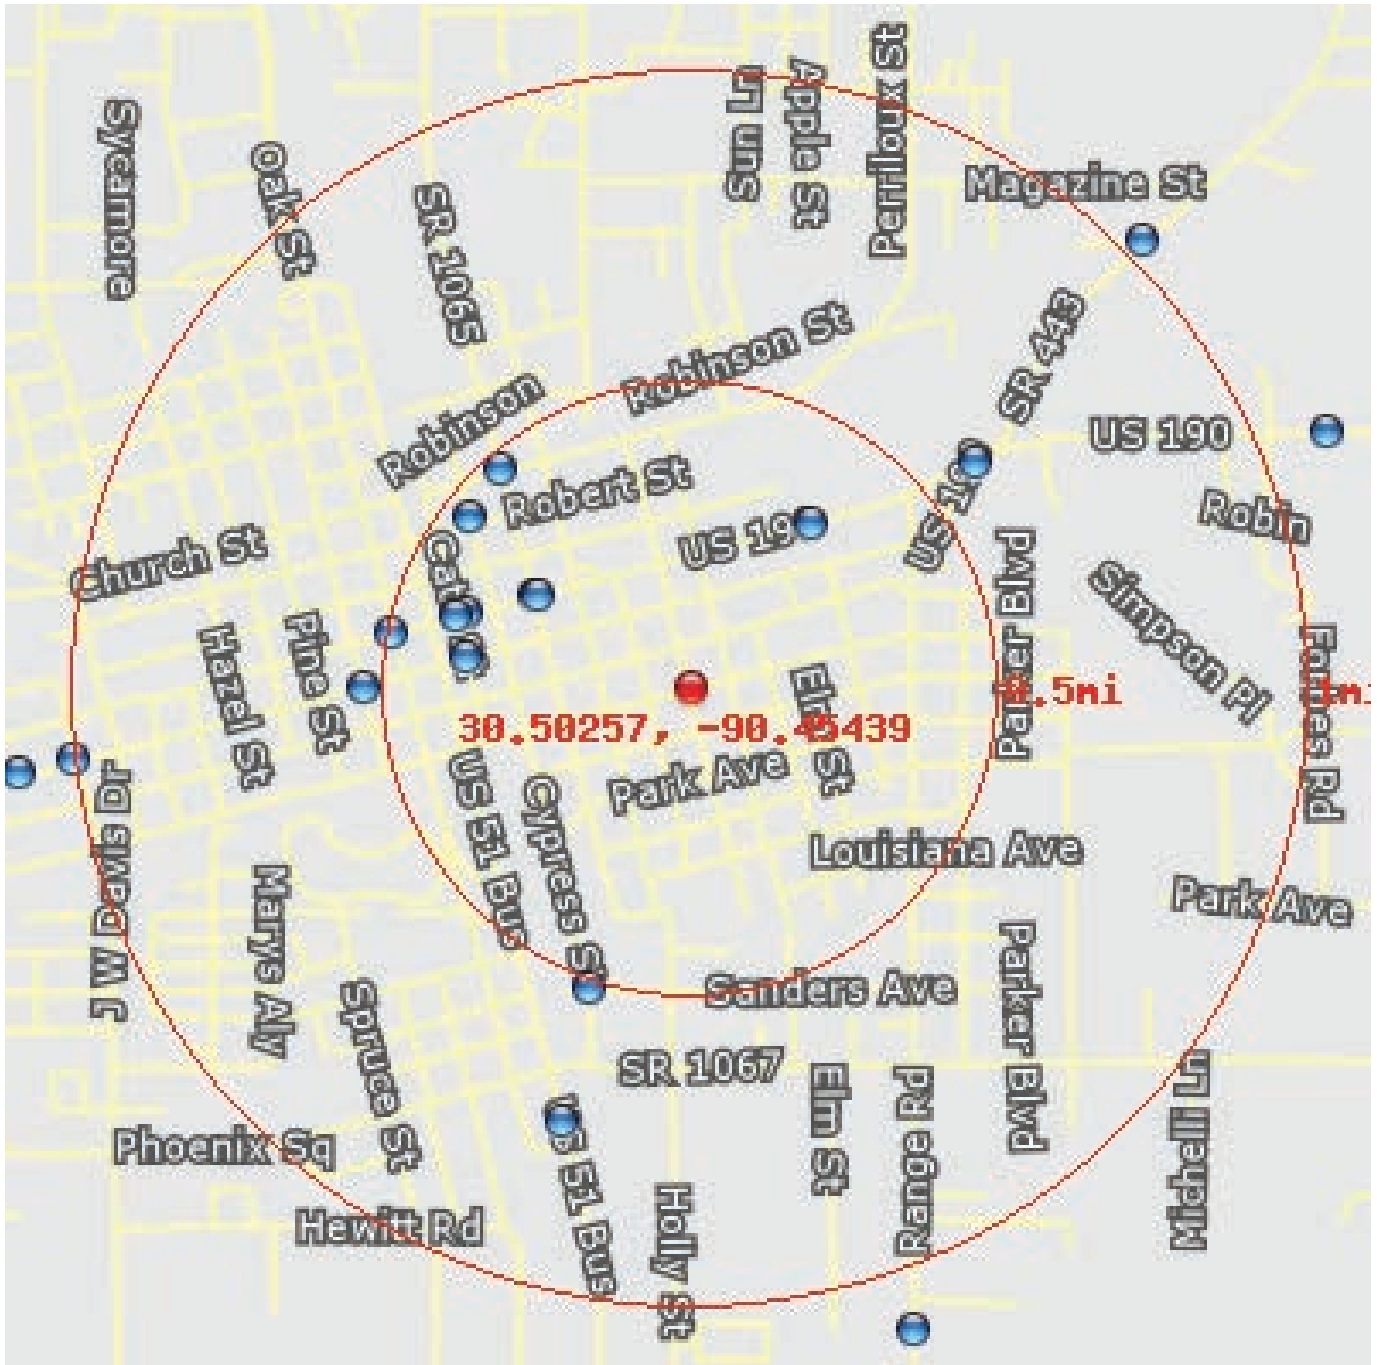 Sycamore
Oak St
SR 1065
Sun Ln
Apple St
Perriloux St
Magazine St
SR 443
Robinson St
Robinson
US 190
Robert St
US 19
Robin
Church St
Parker Blvd
Simpson Pl
Hazel St
Pine St
Elm St
0.5mi
30.50257, -90.45439
Park Ave
J W Davis Dr
US 51 Bus
Cypress St
Louisiana Ave
Park Ave
Marys Aly
Spruce St
Sanders Ave
Parker Blvd
SR 1067
Elm St
Range Rd
Michelli Ln
Phoenix Sq
US 51 Bus
Hewitt Rd
Holly St